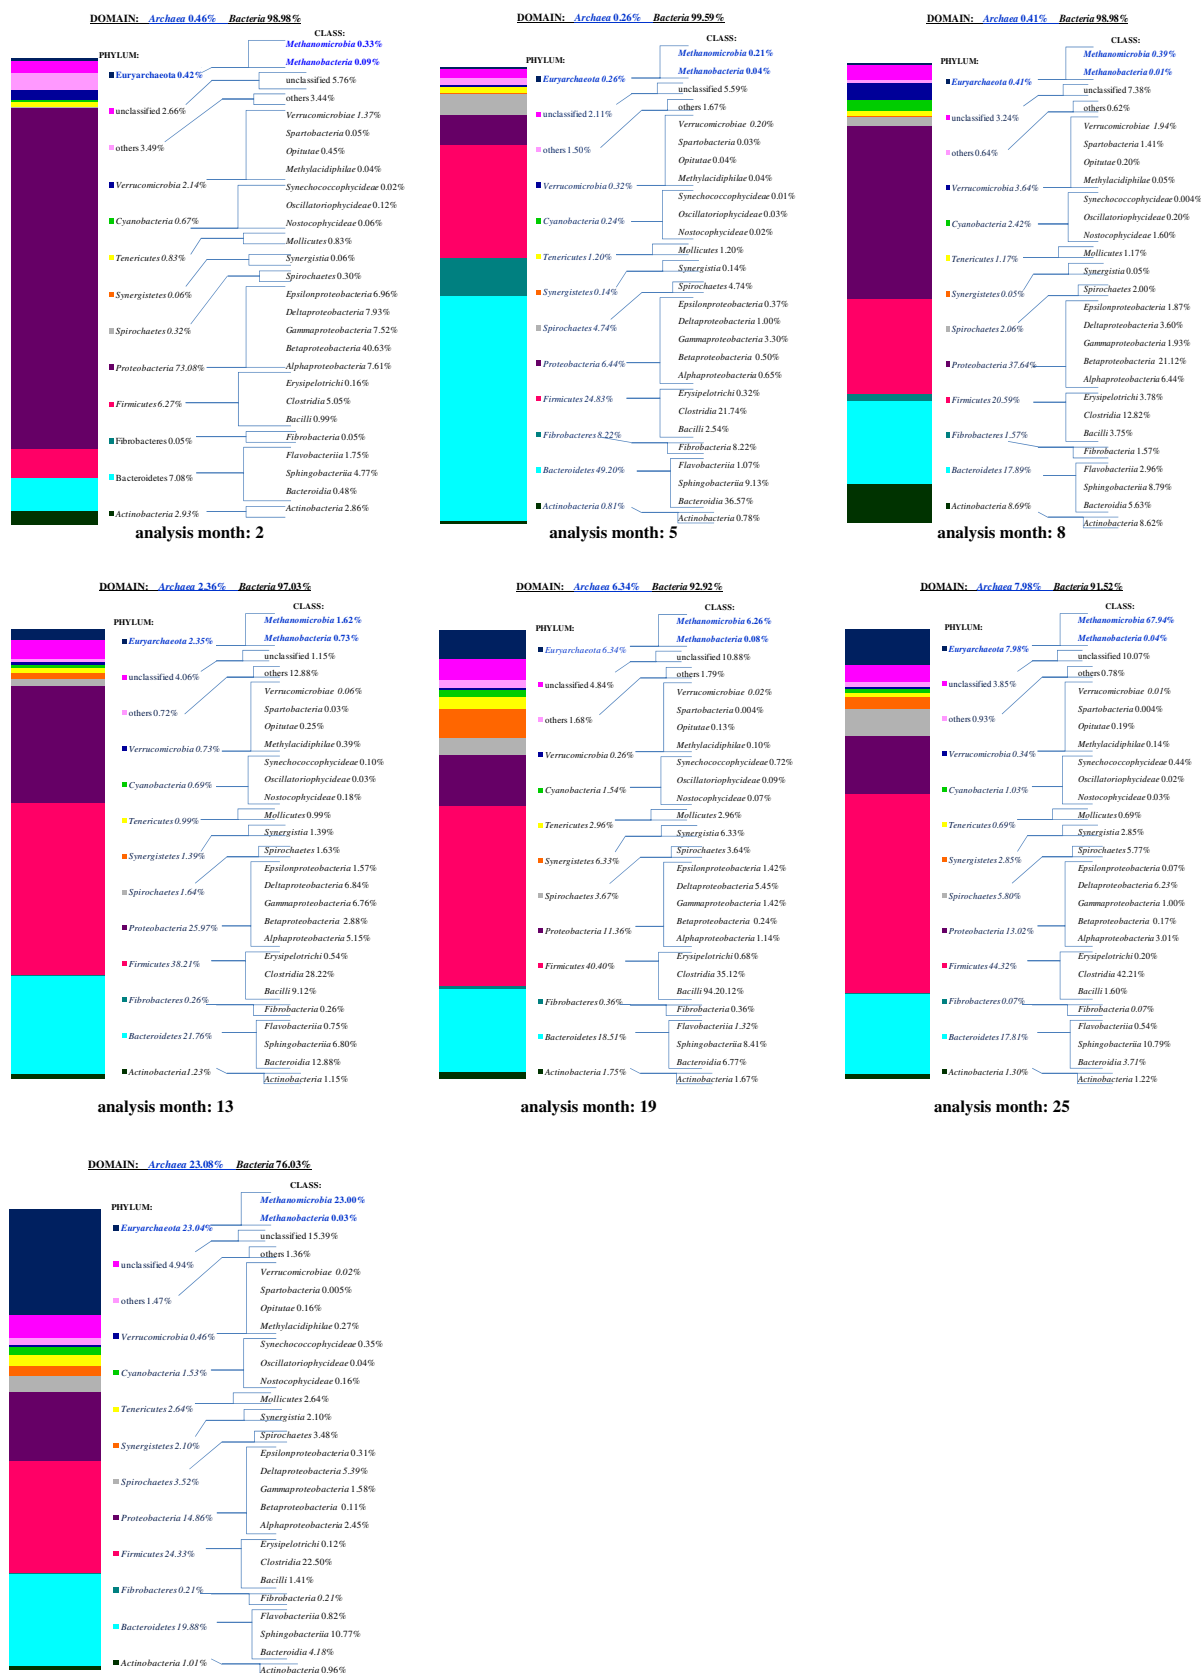 DOMAIN: Archaea 0.46% Bacteria 98.98%
CLASS:
Methanomicrobia 0.33%
PHYLUM:
Methanobacteria 0.09%
Euryarchaeota 0.42%
unclassified 5.76%
unclassified 2.66%
others 3.44%
Verrucomicrobiae 1.37%
others 3.49%
Spartobacteria 0.05%
Opitutae 0.45%
Methylacidiphilae 0.04%
Verrucomicrobia 2.14%
Synechococcophycideae 0.02%
Oscillatoriophycideae 0.12%
Cyanobacteria 0.67%
Nostocophycideae 0.06%
Mollicutes 0.83%
Tenericutes 0.83%
Synergistia 0.06%
Spirochaetes 0.30%
Synergistetes 0.06%
Epsilonproteobacteria 6.96%
Deltaproteobacteria 7.93%
Spirochaetes 0.32%
Gammaproteobacteria 7.52%
Betaproteobacteria 40.63%
Proteobacteria 73.08%
Alphaproteobacteria 7.61%
Erysipelotrichi 0.16%
Clostridia 5.05%
Firmicutes 6.27%
Bacilli 0.99%
Fibrobacteres 0.05%
Fibrobacteria 0.05%
Flavobacteriia 1.75%
Sphingobacteriia 4.77%
Bacteroidetes 7.08%
Bacteroidia 0.48%
Actinobacteria 2.93%
Actinobacteria 2.86%
analysis month: 2
DOMAIN: Archaea 0.26% Bacteria 99.59%
CLASS:
Methanomicrobia 0.21%
PHYLUM:
Methanobacteria 0.04%
Euryarchaeota 0.26%
unclassified 5.59%
others 1.67%
unclassified 2.11%
Verrucomicrobiae 0.20%
Spartobacteria 0.03%
others 1.50%
Opitutae 0.04%
Methylacidiphilae 0.04%
Verrucomicrobia 0.32%
Synechococcophycideae 0.01%
Oscillatoriophycideae 0.03%
Cyanobacteria 0.24%
Nostocophycideae 0.02%
Mollicutes 1.20%
Tenericutes 1.20%
Synergistia 0.14%
Spirochaetes 4.74%
Synergistetes 0.14%
Epsilonproteobacteria 0.37%
Deltaproteobacteria 1.00%
Spirochaetes 4.74%
Gammaproteobacteria 3.30%
Betaproteobacteria 0.50%
Proteobacteria 6.44%
Alphaproteobacteria 0.65%
Erysipelotrichi 0.32%
Firmicutes 24.83%
Clostridia 21.74%
Bacilli 2.54%
Fibrobacteres 8.22%
Fibrobacteria 8.22%
Flavobacteriia 1.07%
Bacteroidetes 49.20%
Sphingobacteriia 9.13%
Bacteroidia 36.57%
Actinobacteria 0.81%
Actinobacteria 0.78%
analysis month: 5
DOMAIN: Archaea 0.41% Bacteria 98.98%
CLASS:
Methanomicrobia 0.39%
PHYLUM:
Methanobacteria 0.01%
Euryarchaeota 0.41%
unclassified 7.38%
others 0.62%
unclassified 3.24%
Verrucomicrobiae 1.94%
Spartobacteria 1.41%
others 0.64%
Opitutae 0.20%
Methylacidiphilae 0.05%
Verrucomicrobia 3.64%
Synechococcophycideae 0.004%
Oscillatoriophycideae 0.20%
Cyanobacteria 2.42%
Nostocophycideae 1.60%
Mollicutes 1.17%
Tenericutes 1.17%
Synergistia 0.05%
Spirochaetes 2.00%
Synergistetes 0.05%
Epsilonproteobacteria 1.87%
Deltaproteobacteria 3.60%
Spirochaetes 2.06%
Gammaproteobacteria 1.93%
Betaproteobacteria 21.12%
Proteobacteria 37.64%
Alphaproteobacteria 6.44%
Erysipelotrichi 3.78%
Firmicutes 20.59%
Clostridia 12.82%
Bacilli 3.75%
Fibrobacteres 1.57%
Fibrobacteria 1.57%
Flavobacteriia 2.96%
Bacteroidetes 17.89%
Sphingobacteriia 8.79%
Bacteroidia 5.63%
Actinobacteria 8.69%
Actinobacteria 8.62%
analysis month: 8
DOMAIN: Archaea 2.36% Bacteria 97.03%
CLASS:
Methanomicrobia 1.62%
PHYLUM:
Methanobacteria 0.73%
Euryarchaeota 2.35%
unclassified 1.15%
others 12.88%
unclassified 4.06%
Verrucomicrobiae 0.06%
Spartobacteria 0.03%
others 0.72%
Opitutae 0.25%
Methylacidiphilae 0.39%
Verrucomicrobia 0.73%
Synechococcophycideae 0.10%
Oscillatoriophycideae 0.03%
Cyanobacteria 0.69%
Nostocophycideae 0.18%
Mollicutes 0.99%
Tenericutes 0.99%
Synergistia 1.39%
Spirochaetes 1.63%
Synergistetes 1.39%
Epsilonproteobacteria 1.57%
Deltaproteobacteria 6.84%
Spirochaetes 1.64%
Gammaproteobacteria 6.76%
Betaproteobacteria 2.88%
Proteobacteria 25.97%
Alphaproteobacteria 5.15%
Erysipelotrichi 0.54%
Firmicutes 38.21%
Clostridia 28.22%
Bacilli 9.12%
Fibrobacteres 0.26%
Fibrobacteria 0.26%
Flavobacteriia 0.75%
Bacteroidetes 21.76%
Sphingobacteriia 6.80%
Bacteroidia 12.88%
Actinobacteria1.23%
Actinobacteria 1.15%
analysis month: 13
DOMAIN: Archaea 6.34% Bacteria 92.92%
CLASS:
Methanomicrobia 6.26%
PHYLUM:
Methanobacteria 0.08%
Euryarchaeota 6.34%
unclassified 10.88%
others 1.79%
unclassified 4.84%
Verrucomicrobiae 0.02%
Spartobacteria 0.004%
others 1.68%
Opitutae 0.13%
Methylacidiphilae 0.10%
Verrucomicrobia 0.26%
Synechococcophycideae 0.72%
Oscillatoriophycideae 0.09%
Cyanobacteria 1.54%
Nostocophycideae 0.07%
Mollicutes 2.96%
Tenericutes 2.96%
Synergistia 6.33%
Spirochaetes 3.64%
Synergistetes 6.33%
Epsilonproteobacteria 1.42%
Deltaproteobacteria 5.45%
Spirochaetes 3.67%
Gammaproteobacteria 1.42%
Betaproteobacteria 0.24%
Proteobacteria 11.36%
Alphaproteobacteria 1.14%
Erysipelotrichi 0.68%
Firmicutes 40.40%
Clostridia 35.12%
Bacilli 94.20.12%
Fibrobacteres 0.36%
Fibrobacteria 0.36%
Flavobacteriia 1.32%
Bacteroidetes 18.51%
Sphingobacteriia 8.41%
Bacteroidia 6.77%
Actinobacteria 1.75%
Actinobacteria 1.67%
analysis month: 19
DOMAIN: Archaea 7.98% Bacteria 91.52%
CLASS:
Methanomicrobia 67.94%
PHYLUM:
Methanobacteria 0.04%
Euryarchaeota 7.98%
unclassified 10.07%
others 0.78%
unclassified 3.85%
Verrucomicrobiae 0.01%
Spartobacteria 0.004%
others 0.93%
Opitutae 0.19%
Methylacidiphilae 0.14%
Verrucomicrobia 0.34%
Synechococcophycideae 0.44%
Oscillatoriophycideae 0.02%
Cyanobacteria 1.03%
Nostocophycideae 0.03%
Mollicutes 0.69%
Tenericutes 0.69%
Synergistia 2.85%
Spirochaetes 5.77%
Synergistetes 2.85%
Epsilonproteobacteria 0.07%
Deltaproteobacteria 6.23%
Spirochaetes 5.80%
Gammaproteobacteria 1.00%
Betaproteobacteria 0.17%
Proteobacteria 13.02%
Alphaproteobacteria 3.01%
Erysipelotrichi 0.20%
Firmicutes 44.32%
Clostridia 42.21%
Bacilli 1.60%
Fibrobacteres 0.07%
Fibrobacteria 0.07%
Flavobacteriia 0.54%
Bacteroidetes 17.81%
Sphingobacteriia 10.79%
Bacteroidia 3.71%
Actinobacteria 1.30%
Actinobacteria 1.22%
analysis month: 25
DOMAIN: Archaea 23.08% Bacteria 76.03%
CLASS:
Methanomicrobia 23.00%
PHYLUM:
Methanobacteria 0.03%
Euryarchaeota 23.04%
unclassified 15.39%
others 1.36%
unclassified 4.94%
Verrucomicrobiae 0.02%
Spartobacteria 0.005%
others 1.47%
Opitutae 0.16%
Methylacidiphilae 0.27%
Verrucomicrobia 0.46%
Synechococcophycideae 0.35%
Oscillatoriophycideae 0.04%
Cyanobacteria 1.53%
Nostocophycideae 0.16%
Mollicutes 2.64%
Tenericutes 2.64%
Synergistia 2.10%
Spirochaetes 3.48%
Synergistetes 2.10%
Epsilonproteobacteria 0.31%
Deltaproteobacteria 5.39%
Spirochaetes 3.52%
Gammaproteobacteria 1.58%
Betaproteobacteria 0.11%
Proteobacteria 14.86%
Alphaproteobacteria 2.45%
Erysipelotrichi 0.12%
Firmicutes 24.33%
Clostridia 22.50%
Bacilli 1.41%
Fibrobacteres 0.21%
Fibrobacteria 0.21%
Flavobacteriia 0.82%
Bacteroidetes 19.88%
Sphingobacteriia 10.77%
Bacteroidia 4.18%
Actinobacteria 1.01%
Actinobacteria 0.96%